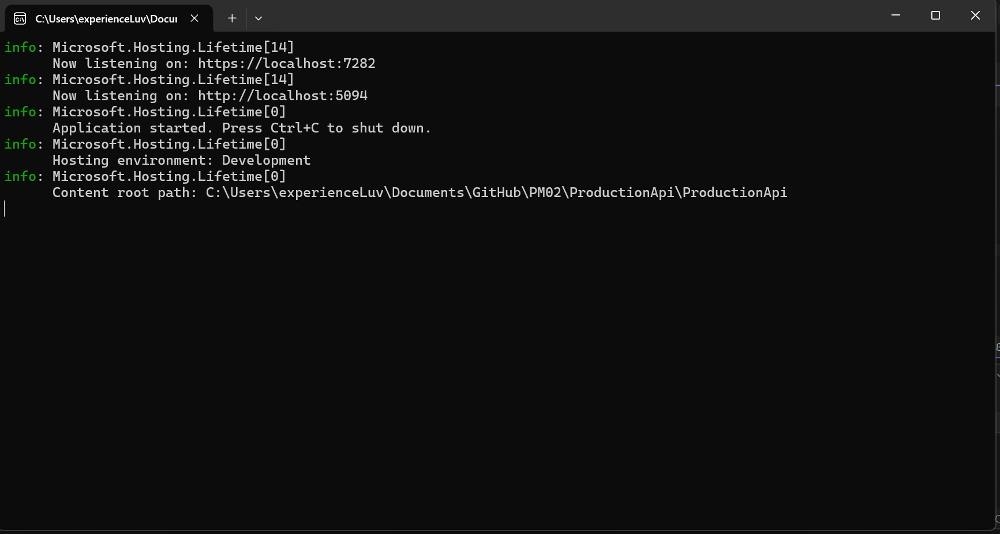 C:\Users\experienceLuv\Docur
info: Microsoft.Hosting.Lifetime[14]
Now listening on: https://localhost:7282
info: Microsoft.Hosting.Lifetime[14]
Now listening on: http://localhost:5094
info: Microsoft.Hosting.Lifetime[0]
Application started. Press Ctrl+C to shut down.
info: Microsoft.Hosting.Lifetime[0]
Hosting environment: Development
info: Microsoft.Hosting.Lifetime[0]
Content root path: C:\Users\experienceLuv\Documents\GitHub\PM02\ProductionApi\ProductionApi